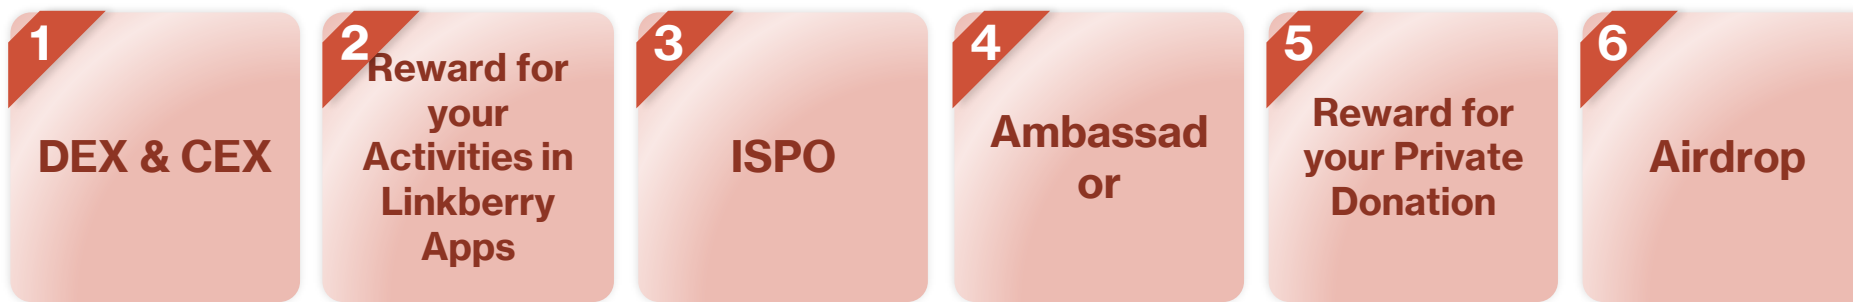 1
DEX & CEX
2
Reward for
your
Activities in
Linkberry
Apps
3
ISPO
4
Ambassad
or
5
Reward for
your Private
Donation
6
Airdrop